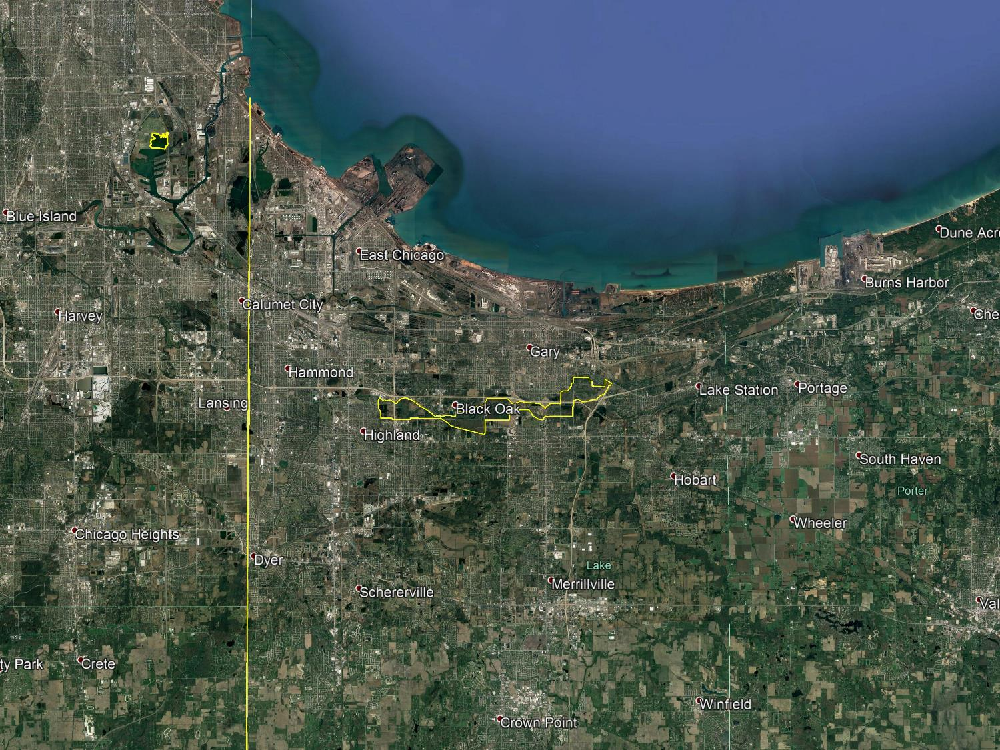 Blue Island
Dune Acr
East Chicago
Burns Harbor
Calumet City
Harvey
Che
Gary
Hammond
Lake Station
Portage
Lansing
Black Oak
Highland
South Haven
Hobart
Porter
Wheeler
Chicago Heights
Dyer
Lake
Merrillville
Schererville
Val
ty Park
Crete
Winfield
Crown Point